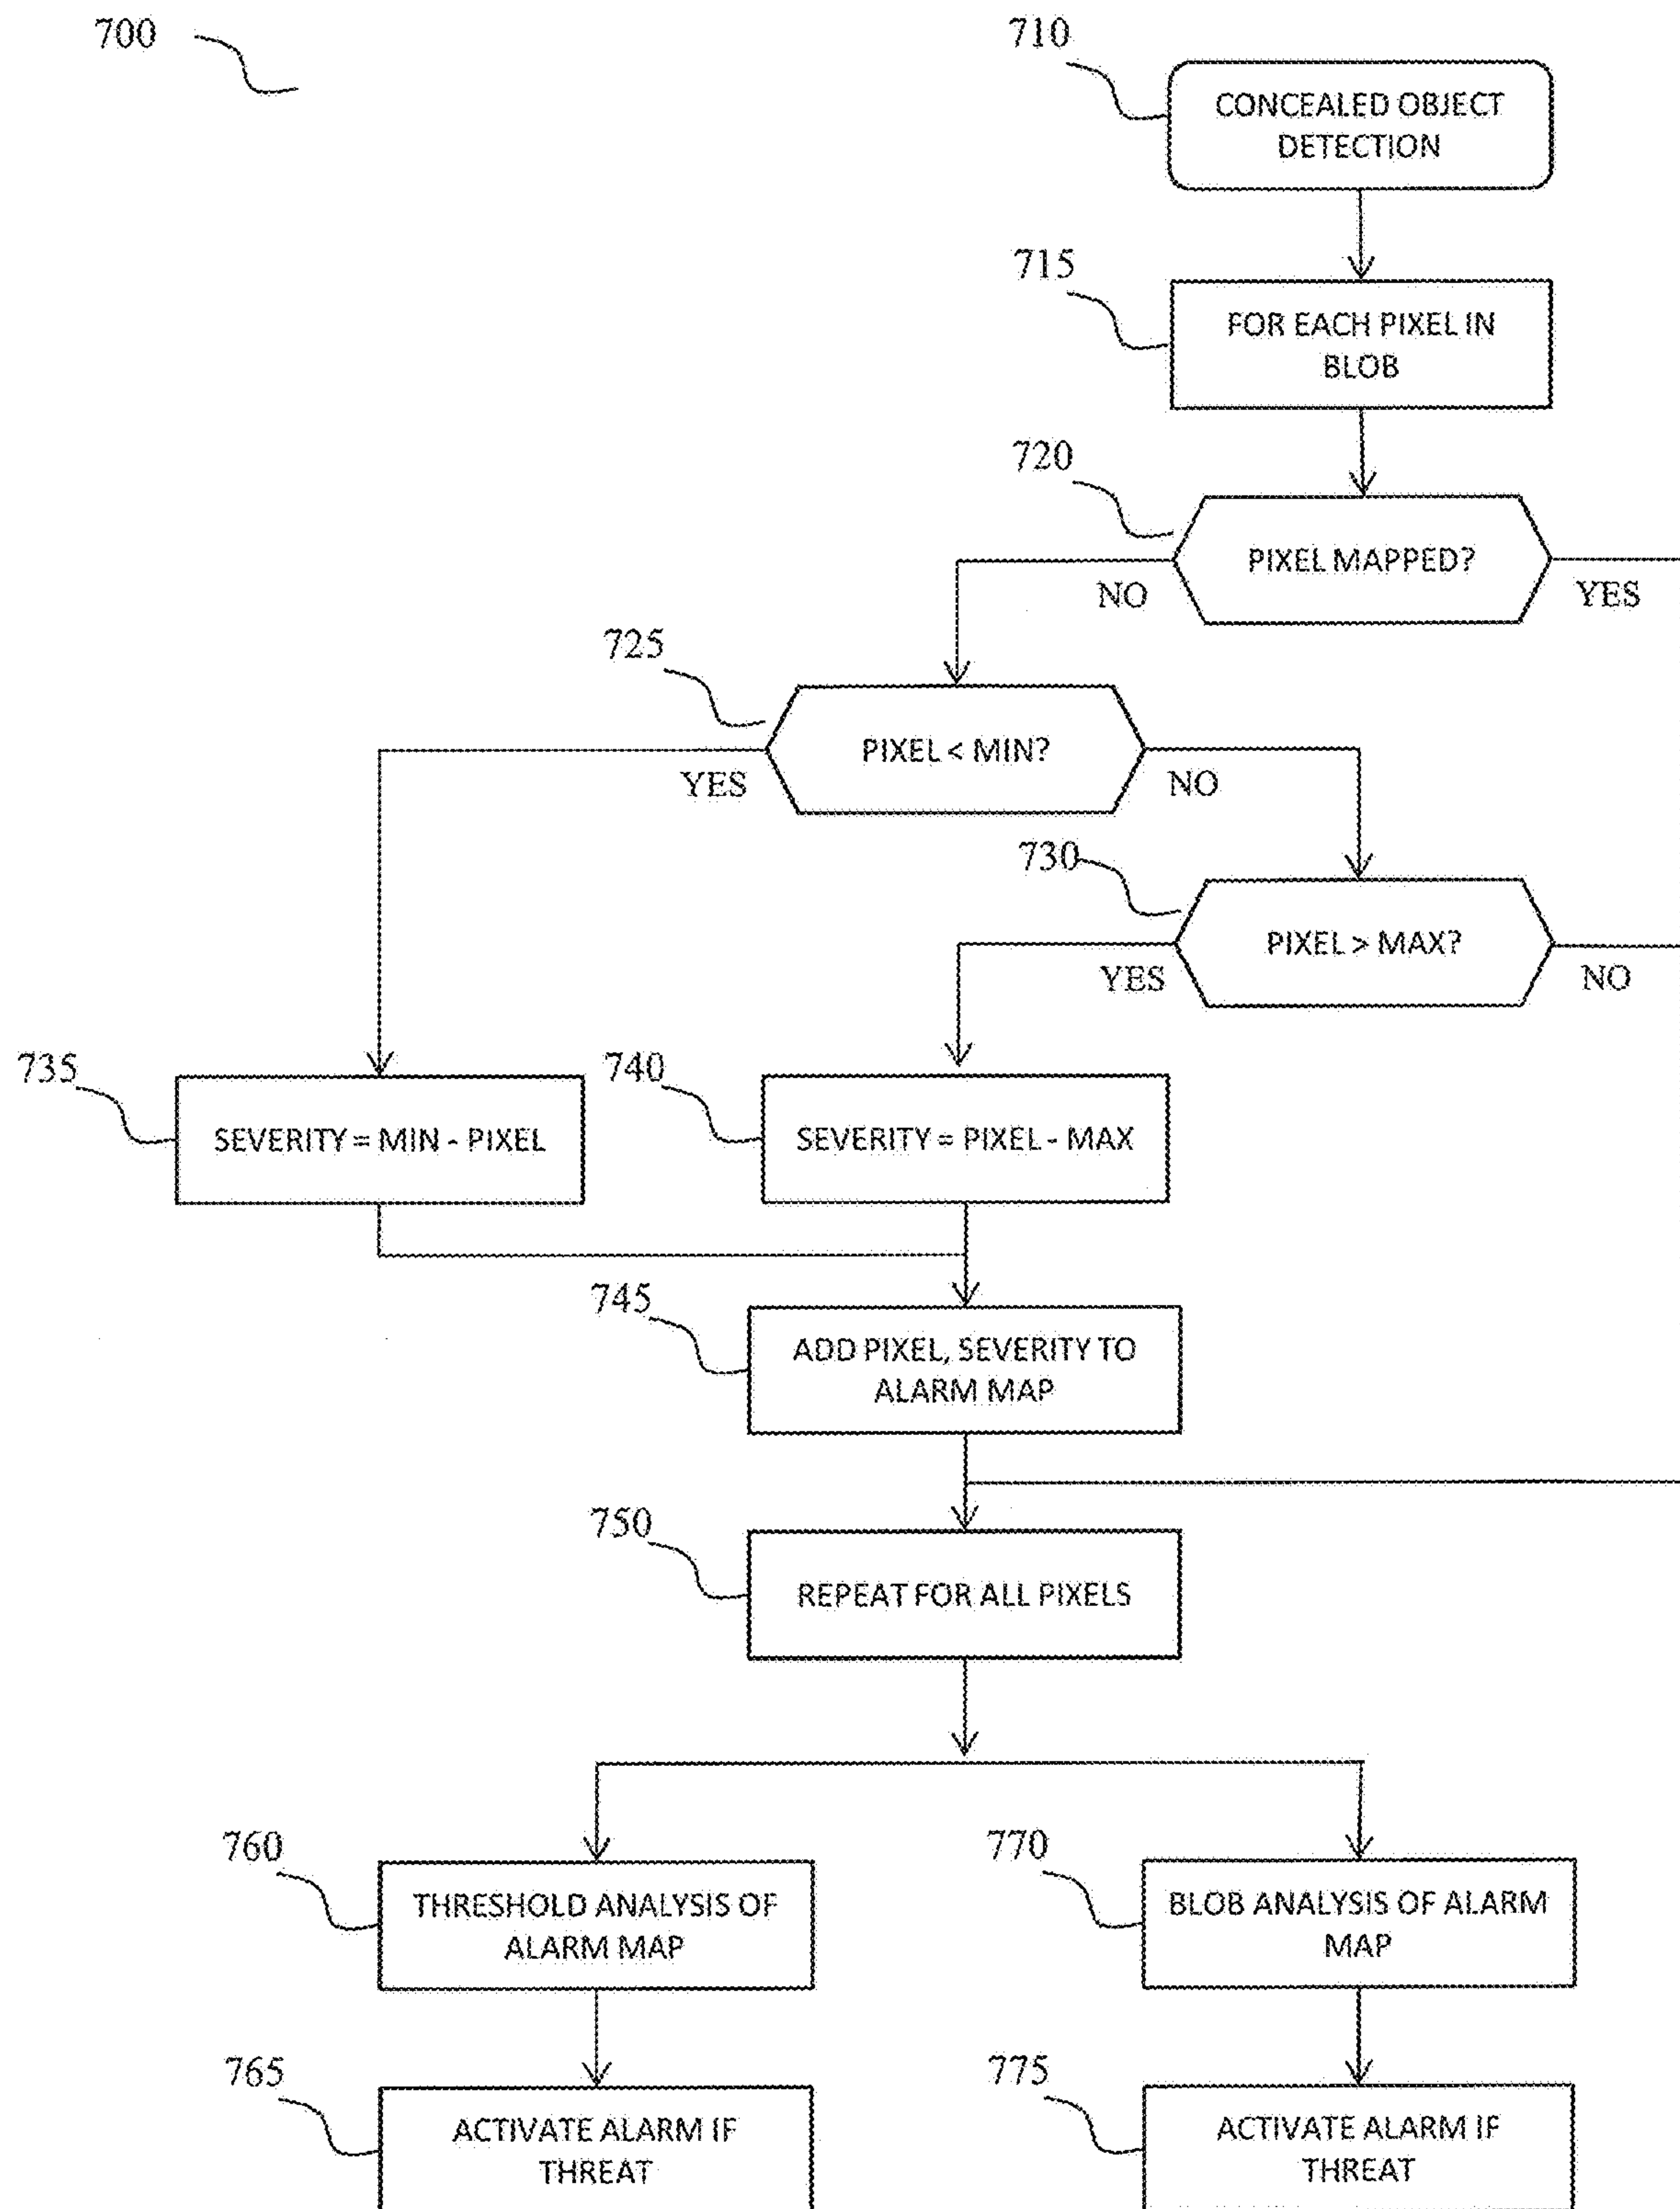 700
710
CONCEALED OBJECT
DETECTION
715
FOR EACH PIXEL IN
BLOB
720
PIXEL MAPPED?
NO
YES
725
PIXEL < MIN?
YES
NO
730
PIXEL > MAX?
YES
NO
735
SEVERITY = MIN - PIXEL
740
SEVERITY = PIXEL - MAX
745
ADD PIXEL, SEVERITY TO
ALARM MAP
750
REPEAT FOR ALL PIXELS
760
THRESHOLD ANALYSIS OF
ALARM MAP
770
BLOB ANALYSIS OF ALARM
MAP
765
ACTIVATE ALARM IF
THREAT
775
ACTIVATE ALARM IF
THREAT